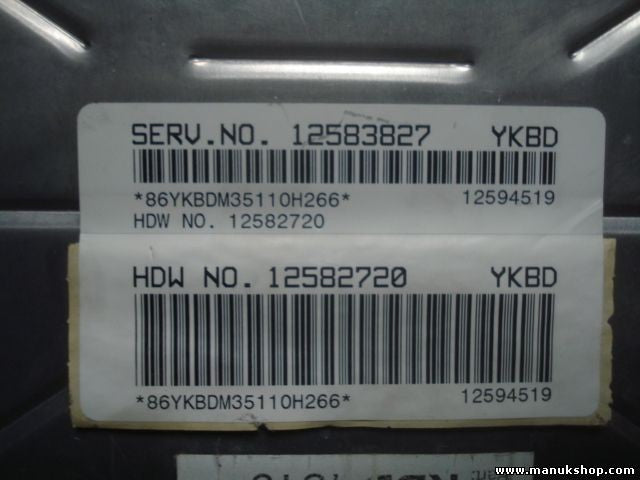 SERV.NO. 12583827 YKBD
*86YKBDM35110H266* 12594519
HDW NO. 12582720
HDW NO. 12582720 YKBD
*86YKBDM35110H266* 12594519
www.manukshop.com